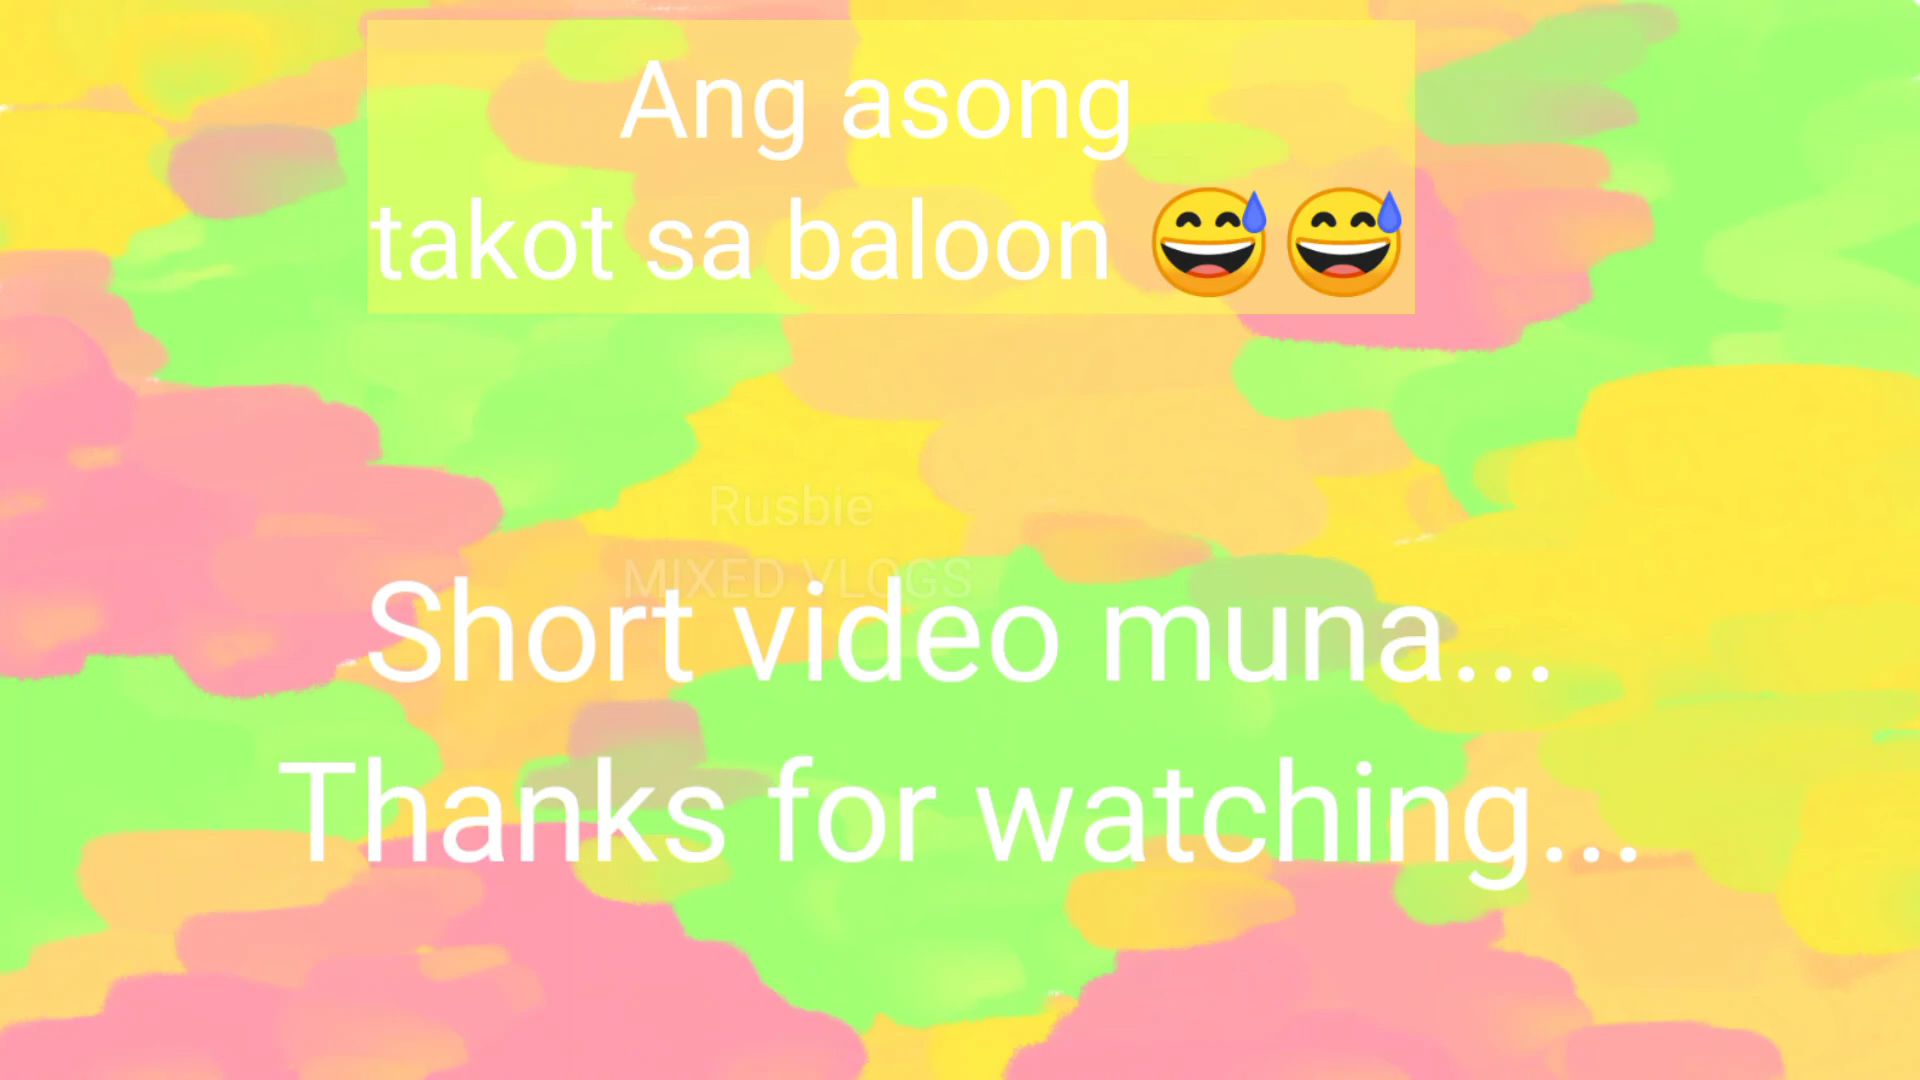 Ang asong
takot sa baloon 😅😅
Rusbie
MIXED VLOGS
Short video muna...
Thanks for watching...